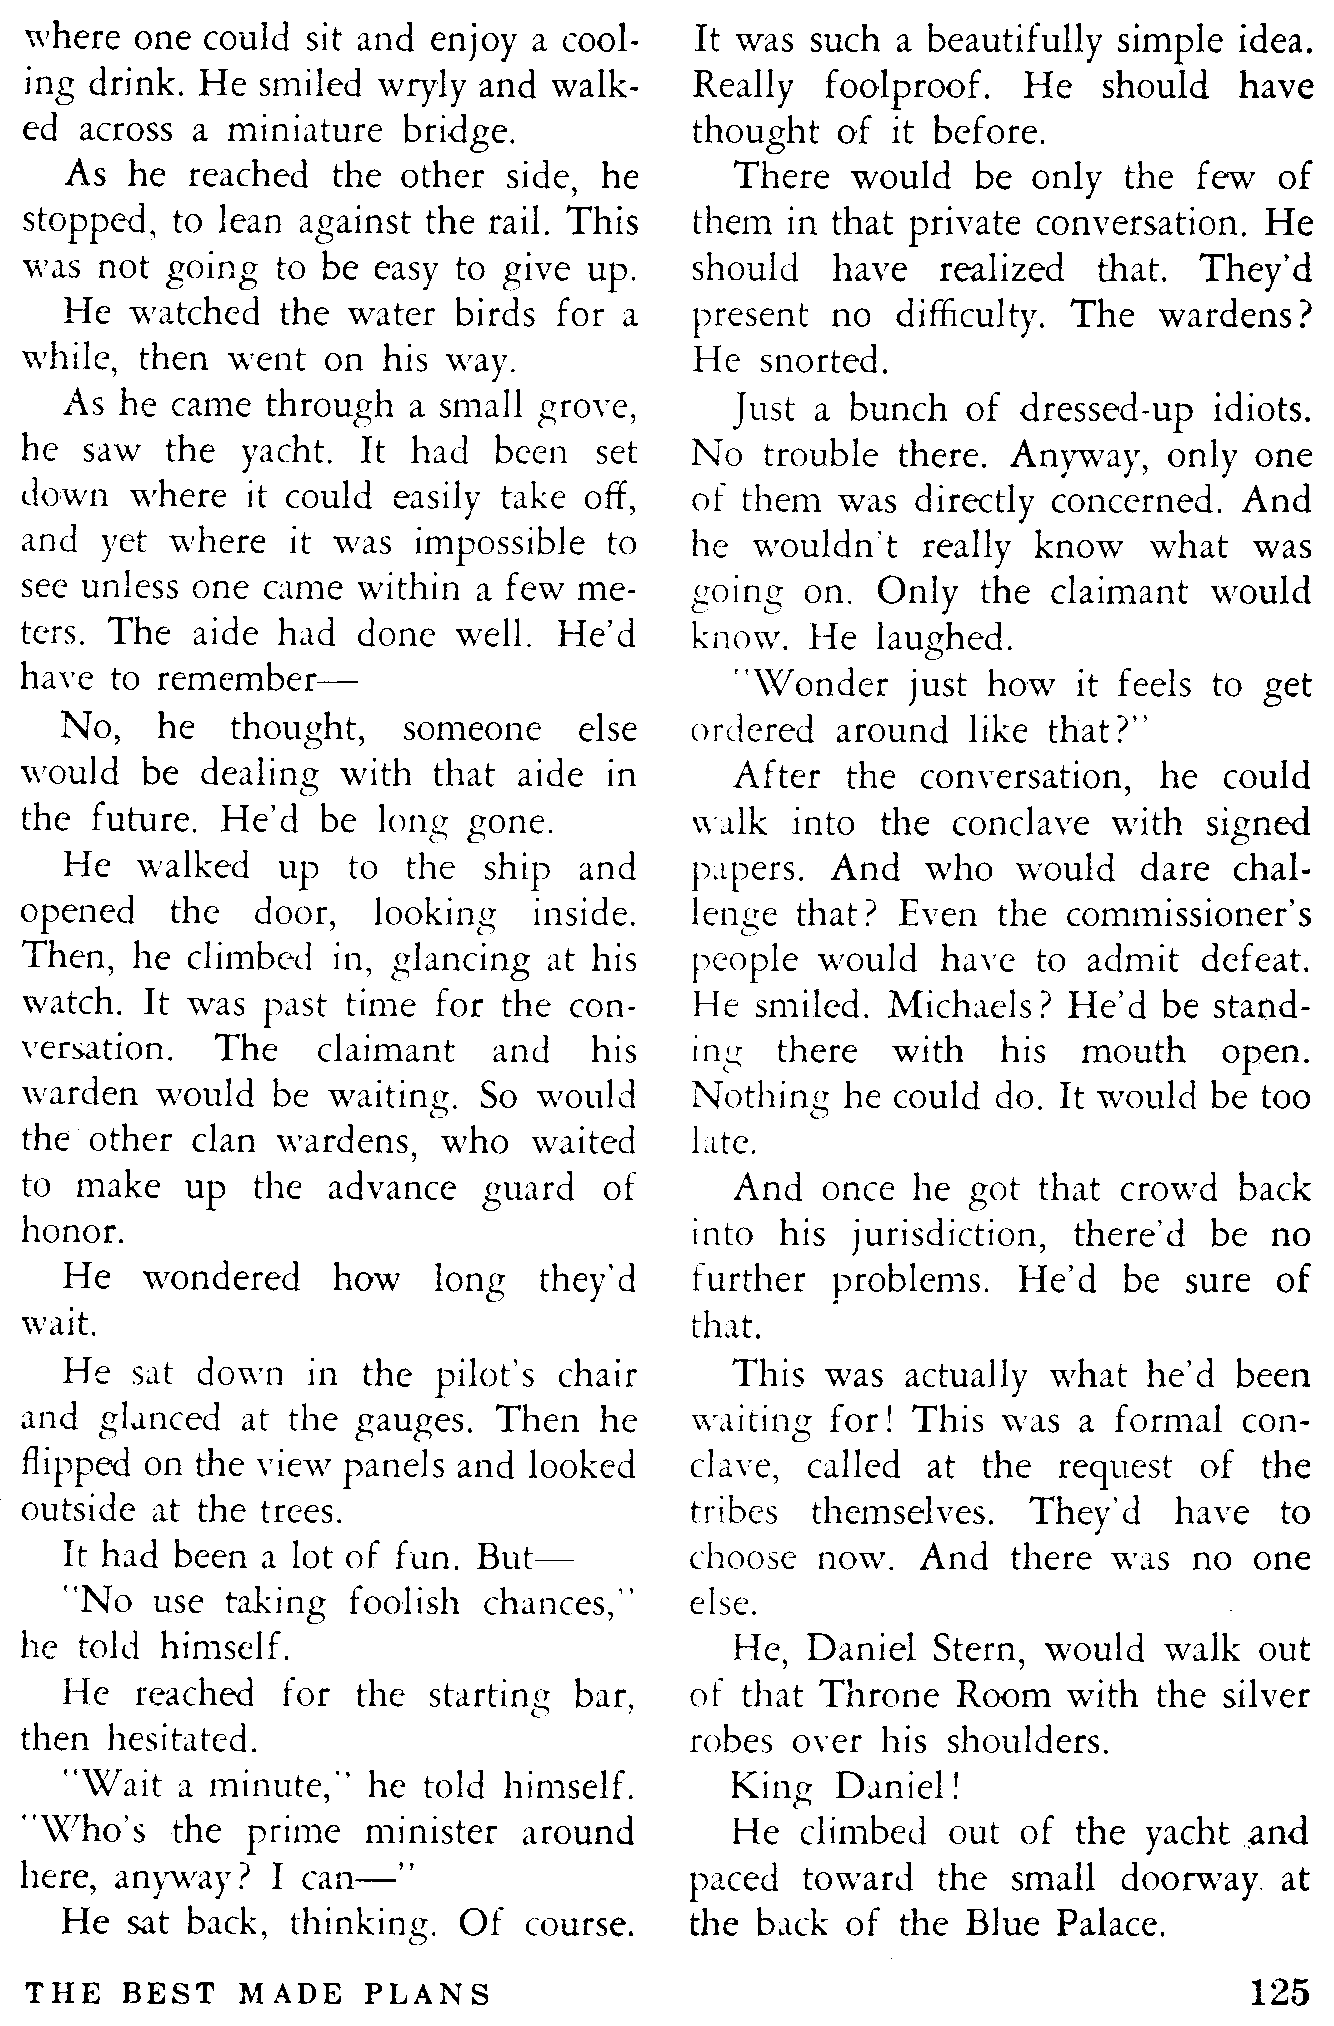 where one could sit and enjoy a cool-
ing drink. He smiled wryly and walk-
ed across a miniature bridge.
As he reached the other side, he
stopped, to lean against the rail. This
was not going to be easy to give up.
He watched the water birds for a
while, then went on his way.
As he came through a small grove,
he saw the yacht. It had been set
down where it could easily take off,
and yet where it was impossible to
see unless one came within a few me-
ters. The aide had done well. He'd
have to remember—
No, he thought, someone else
would be dealing with that aide in
the future. He'd be long gone.
He walked up to the ship and
opened the door, looking inside.
Then, he climbed in, glancing at his
watch. It was past time for the con-
versation. The claimant and his
warden would be waiting. So would
the other clan wardens, who waited
to make up the advance guard of
honor.
He wondered how long they'd
wait.
He sat down in the pilot's chair
and glanced at the gauges. Then he
flipped on the view panels and looked
outside at the trees.
It had been a lot of fun. But—
"No use taking foolish chances,"
he told himself.
He reached for the starting bar,
then hesitated.
"Wait a minute," he told himself.
"Who's the prime minister around
here, anyway? I can—"
He sat back, thinking. Of course.
It was such a beautifully simple idea.
Really foolproof. He should have
thought of it before.
There would be only the few of
them in that private conversation. He
should have realized that. They'd
present no difficulty. The wardens?
He snorted.
Just a bunch of dressed-up idiots.
No trouble there. Anyway, only one
of them was directly concerned. And
he wouldn't really know what was
going on. Only the claimant would
know. He laughed.
"Wonder just how it feels to get
ordered around like that?"
After the conversation, he could
walk into the conclave with signed
papers. And who would dare chal-
lenge that? Even the commissioner's
people would have to admit defeat.
He smiled. Michaels? He'd be stand-
ing there with his mouth open.
Nothing he could do. It would be too
late.
And once he got that crowd back
into his jurisdiction, there'd be no
further problems. He'd be sure of
that.
This was actually what he'd been
waiting for! This was a formal con-
clave, called at the request of the
tribes themselves. They'd have to
choose now. And there was no one
else.
He, Daniel Stern, would walk out
of that Throne Room with the silver
robes over his shoulders.
King Daniel!
He climbed out of the yacht and
paced toward the small doorway at
the back of the Blue Palace.
THE BEST MADE PLANS 125